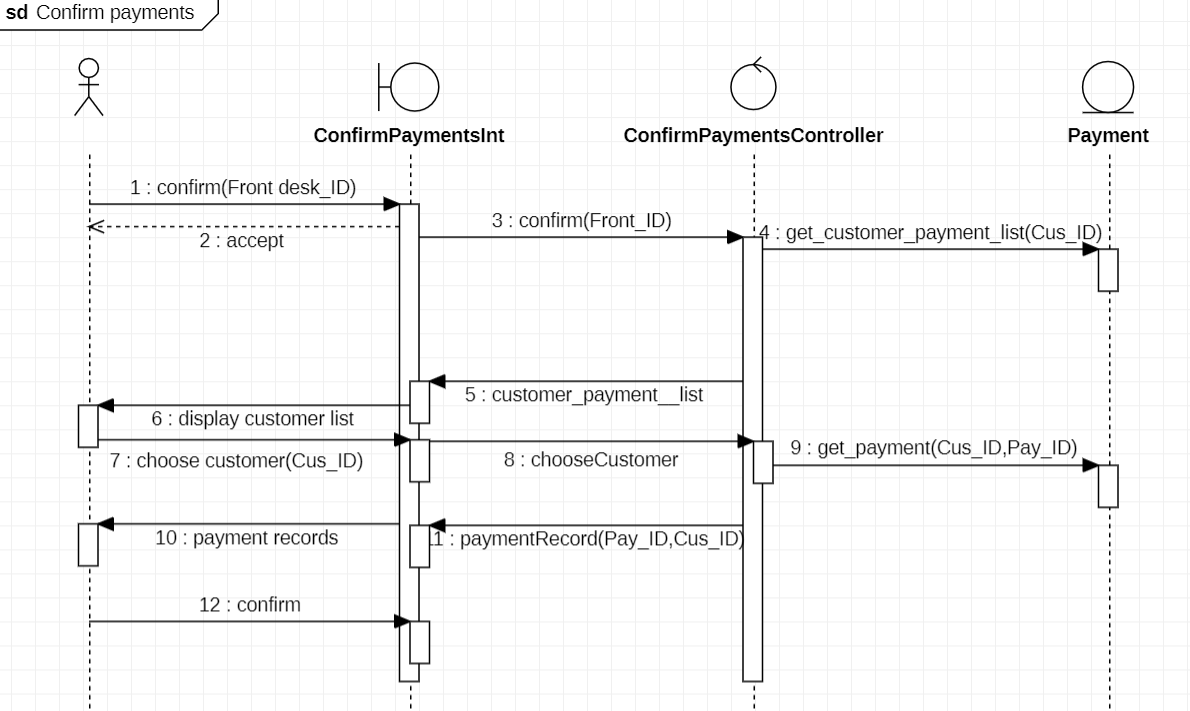 sd Confirm payments
ConfirmPaymentsInt
ConfirmPaymentsController
Payment
1 : confirm(Front desk_ID)
2 : accept
3 : confirm(Front_ID)
4 : get_customer_payment_list(Cus_ID)
5 : customer_payment__list
6 : display customer list
7 : choose customer(Cus_ID)
8 : chooseCustomer
9 : get_payment(Cus_ID,Pay_ID)
10 : payment records
11 : paymentRecord(Pay_ID,Cus_ID)
12 : confirm